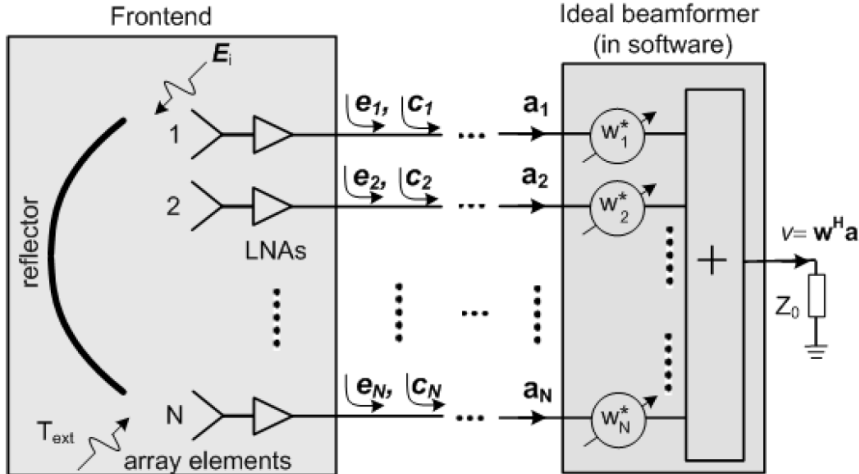 Frontend
Ideal beamformer
(in software)
E_i
reflector
1
e_1, c_1
...
a_1
w_1^*
2
e_2, c_2
...
a_2
w_2^*
LNAs
+
v= w^H a
Z_0
...
N
e_N, c_N
...
a_N
w_N^*
T_ext
array elements